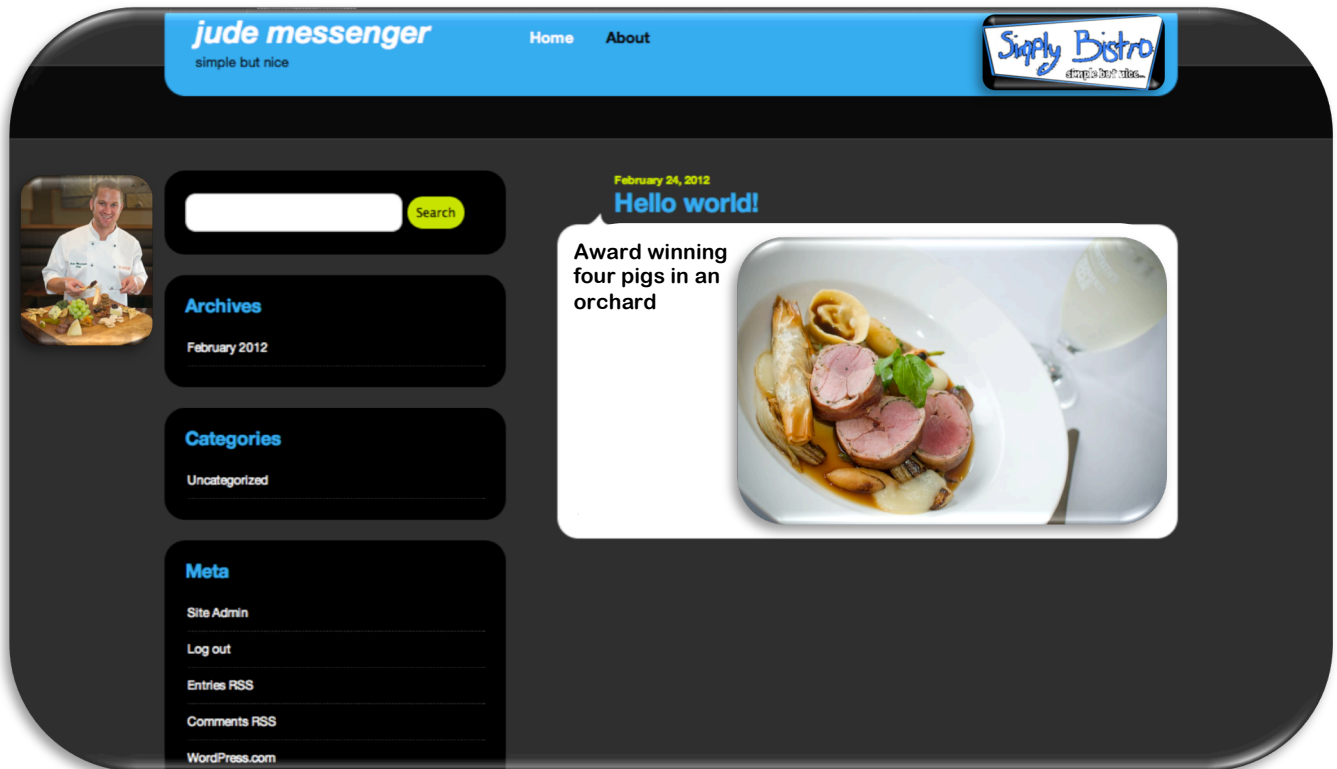 jude messenger
simple but nice
Home
About
Simply Bistro
simple but nice...
Search
Archives
February 2012
Categories
Uncategorized
Meta
Site Admin
Log out
Entries RSS
Comments RSS
WordPress.com
February 24, 2012
Hello world!
Award winning
four pigs in an
orchard